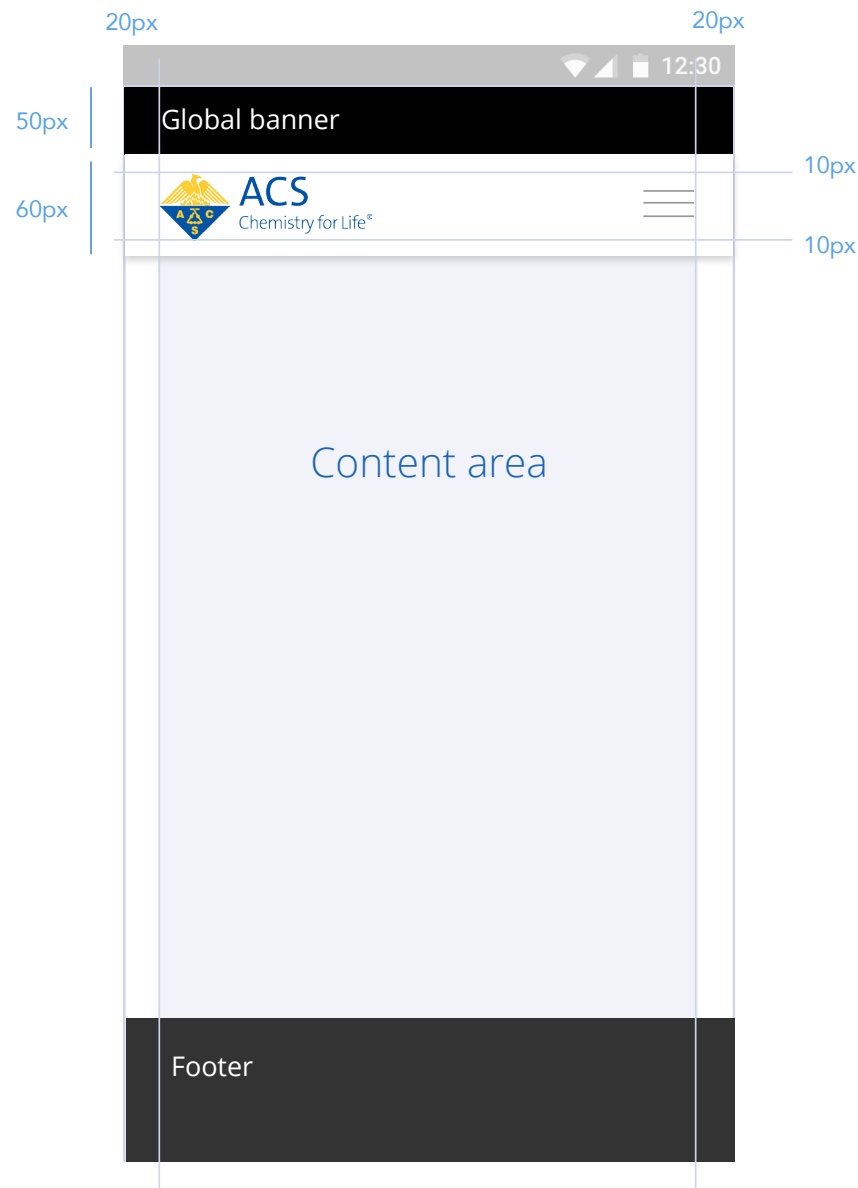 20px
20px
12:30
50px
Global banner
10px
60px
A C S
ACS
Chemistry for Life®
10px
Content area
Footer